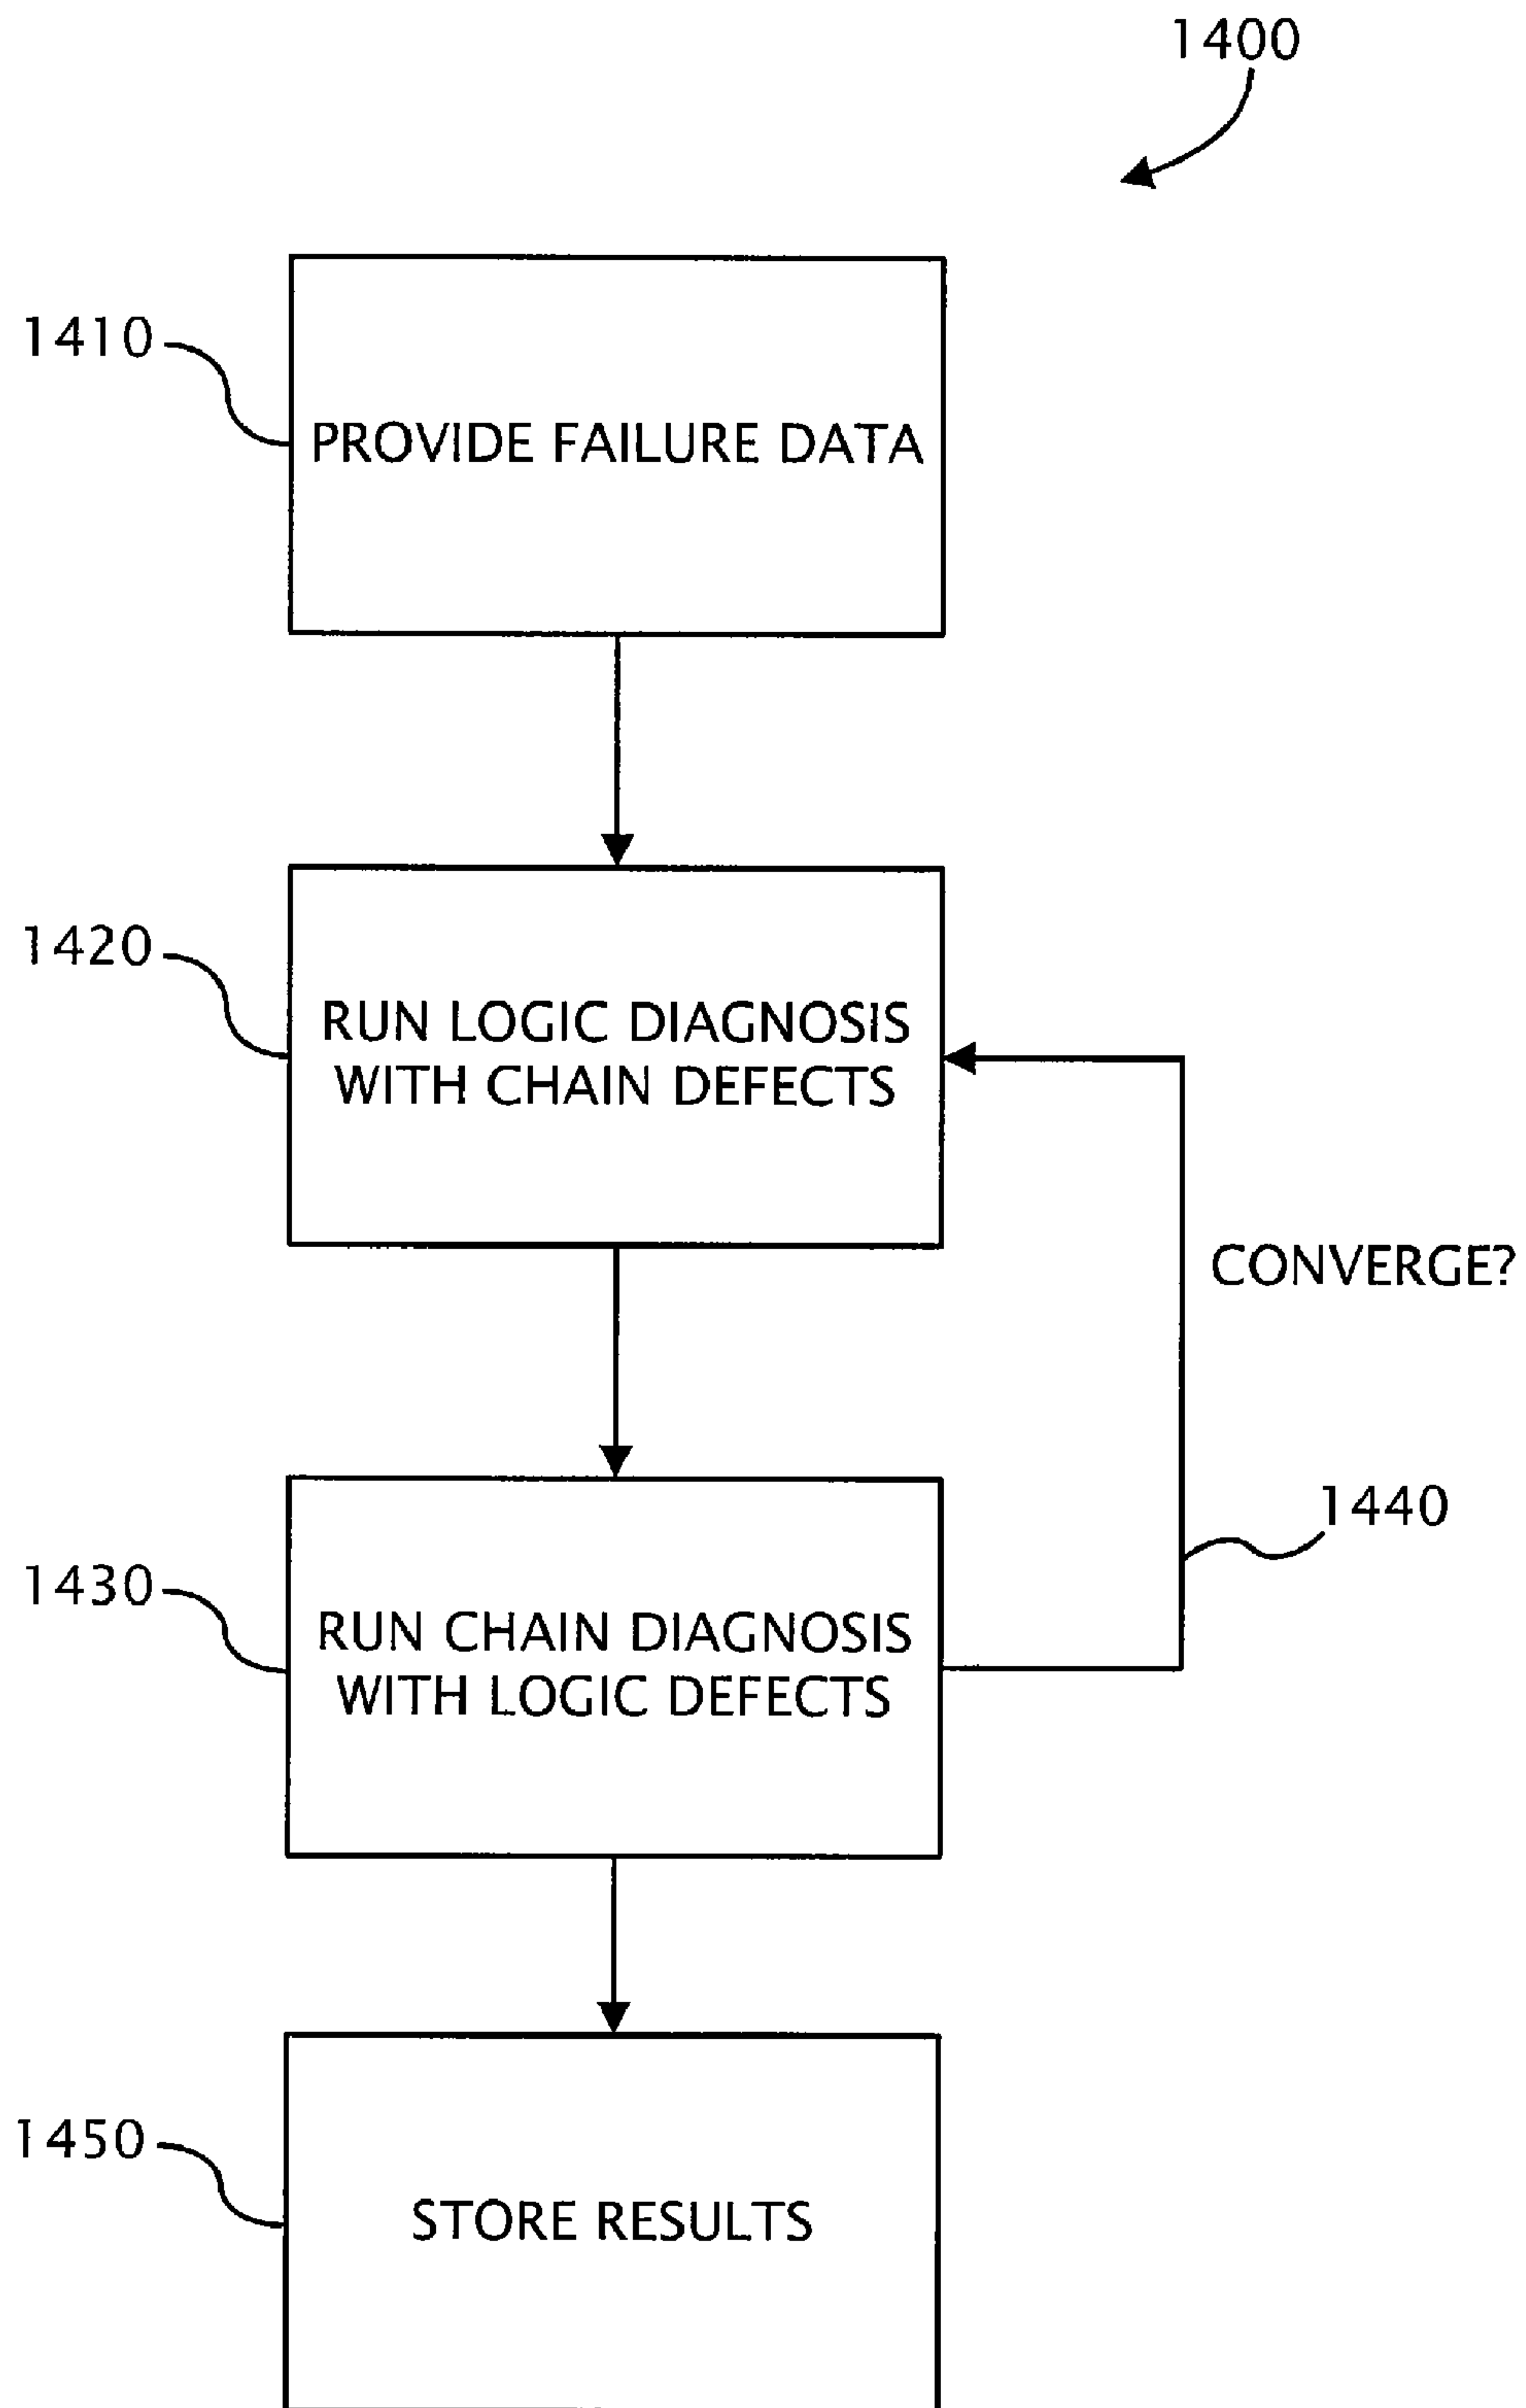 1400
1410
PROVIDE FAILURE DATA
1420
RUN LOGIC DIAGNOSIS
WITH CHAIN DEFECTS
CONVERGE?
1440
1430
RUN CHAIN DIAGNOSIS
WITH LOGIC DEFECTS
1450
STORE RESULTS